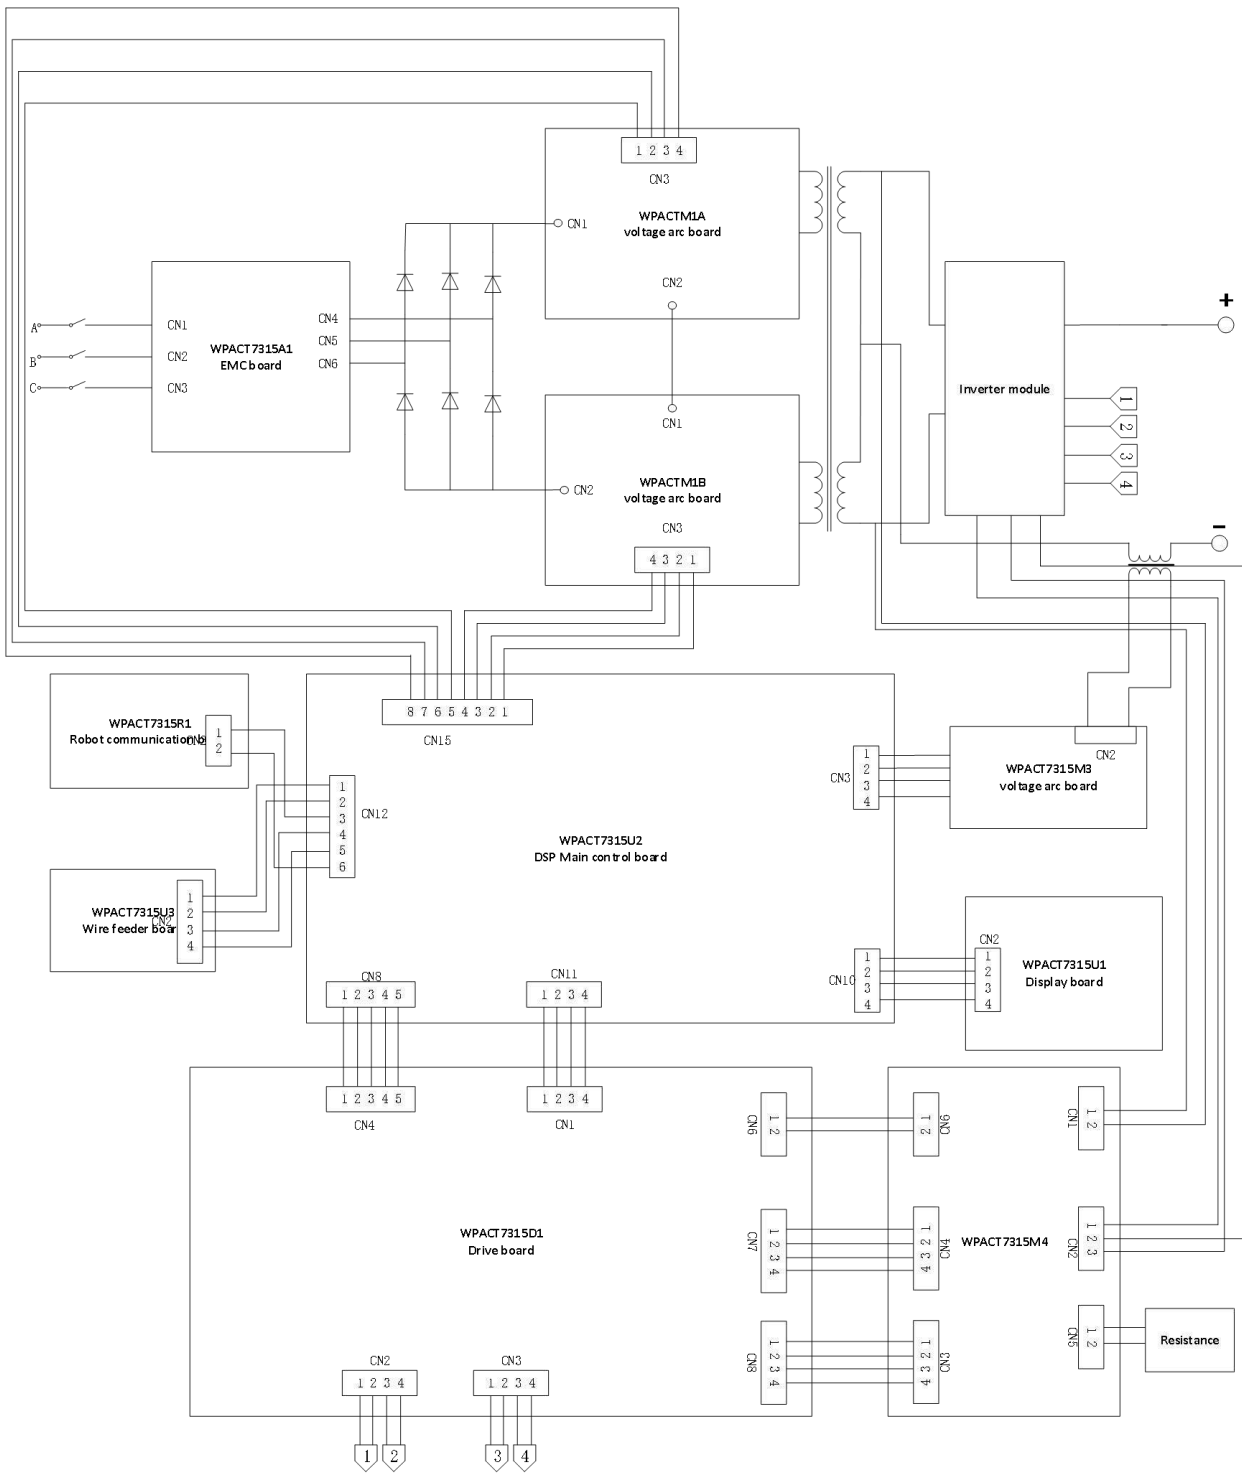 1 2 3 4
CN3
WPACTM1A
voltage arc board
CN1
CN2
A
B
C
CN1
CN2
CN3
WPACT7315A1
EMC board
CN4
CN5
CN6
CN1
CN2
WPACTM1B
voltage arc board
CN3
4 3 2 1
Inverter module
+
1
2
3
4
-
WPACT7315R1
Robot communication b
CN2
1
2
8 7 6 5 4 3 2 1
CN15
CN12
1
2
3
4
5
6
WPACT7315U2
DSP Main control board
CN3
1
2
3
4
CN2
WPACT7315M3
voltage arc board
WPACT7315U3
Wire feeder boar
CN2
1
2
3
4
CN10
1
2
3
4
CN2
1
2
3
4
WPACT7315U1
Display board
CN8
1 2 3 4 5
CN11
1 2 3 4
1 2 3 4 5
CN4
1 2 3 4
CN1
WPACT7315D1
Drive board
CN6
1 2
CN7
1 2 3 4
CN8
1 2 3 4
CN6
1 2
CN4
1 2 3 4
CN3
1 2 3 4
WPACT7315M4
CN1
1 2
CN2
1 2 3
CN5
1 2
Resistance
CN2
1 2 3 4
CN3
1 2 3 4
1
2
3
4